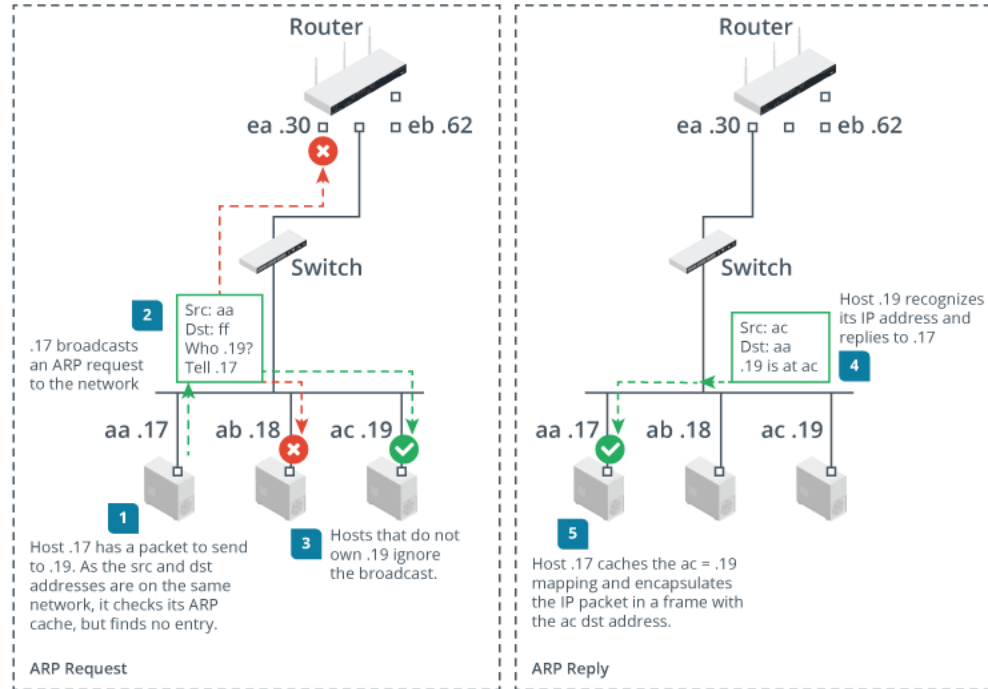 Router
ea .30
eb .62
Switch
2
Src: aa
Dst: ff
Who .19?
Tell .17
.17 broadcasts
an ARP request
to the network
aa .17
ab .18
ac .19
1
Host .17 has a packet to send
to .19. As the src and dst
addresses are on the same
network, it checks its ARP
cache, but finds no entry.
3
Hosts that do not
own .19 ignore
the broadcast.
ARP Request
Router
ea .30
eb .62
Switch
Src: ac
Dst: aa
.19 is at ac
Host .19 recognizes
its IP address and
replies to .17
4
aa .17
ab .18
ac .19
5
Host .17 caches the ac = .19
mapping and encapsulates
the IP packet in a frame with
the ac dst address.
ARP Reply